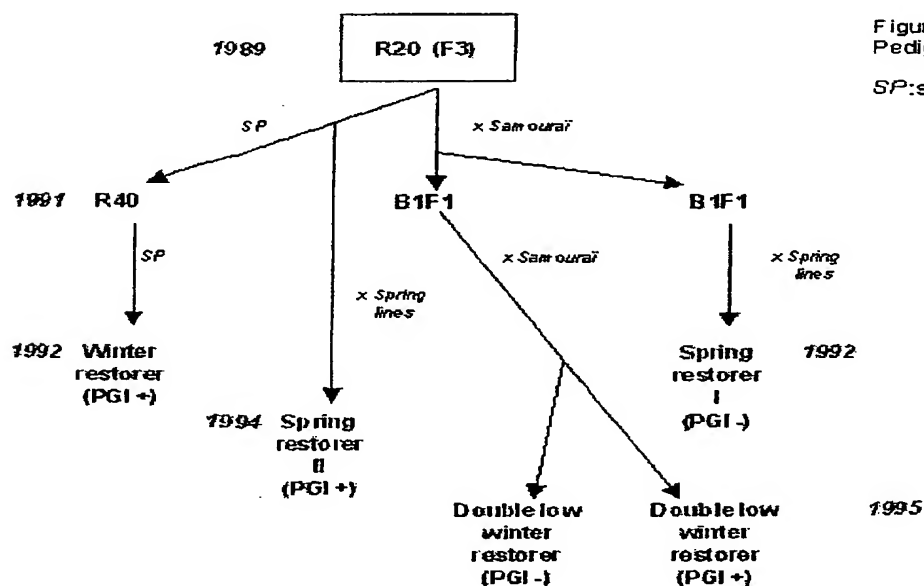 1989
R20 (F3)
Pedi
SP:s
SP
x Samouraï
1991
R40
B1F1
B1F1
SP
x Samouraï
x Spring
lines
x Spring
lines
1992
Winter
restorer
(PGI +)
Spring
restorer
I
(PGI -)
1992
1994
Spring
restorer
II
(PGI +)
Double low
winter
restorer
(PGI -)
Double low
winter
restorer
(PGI +)
1995